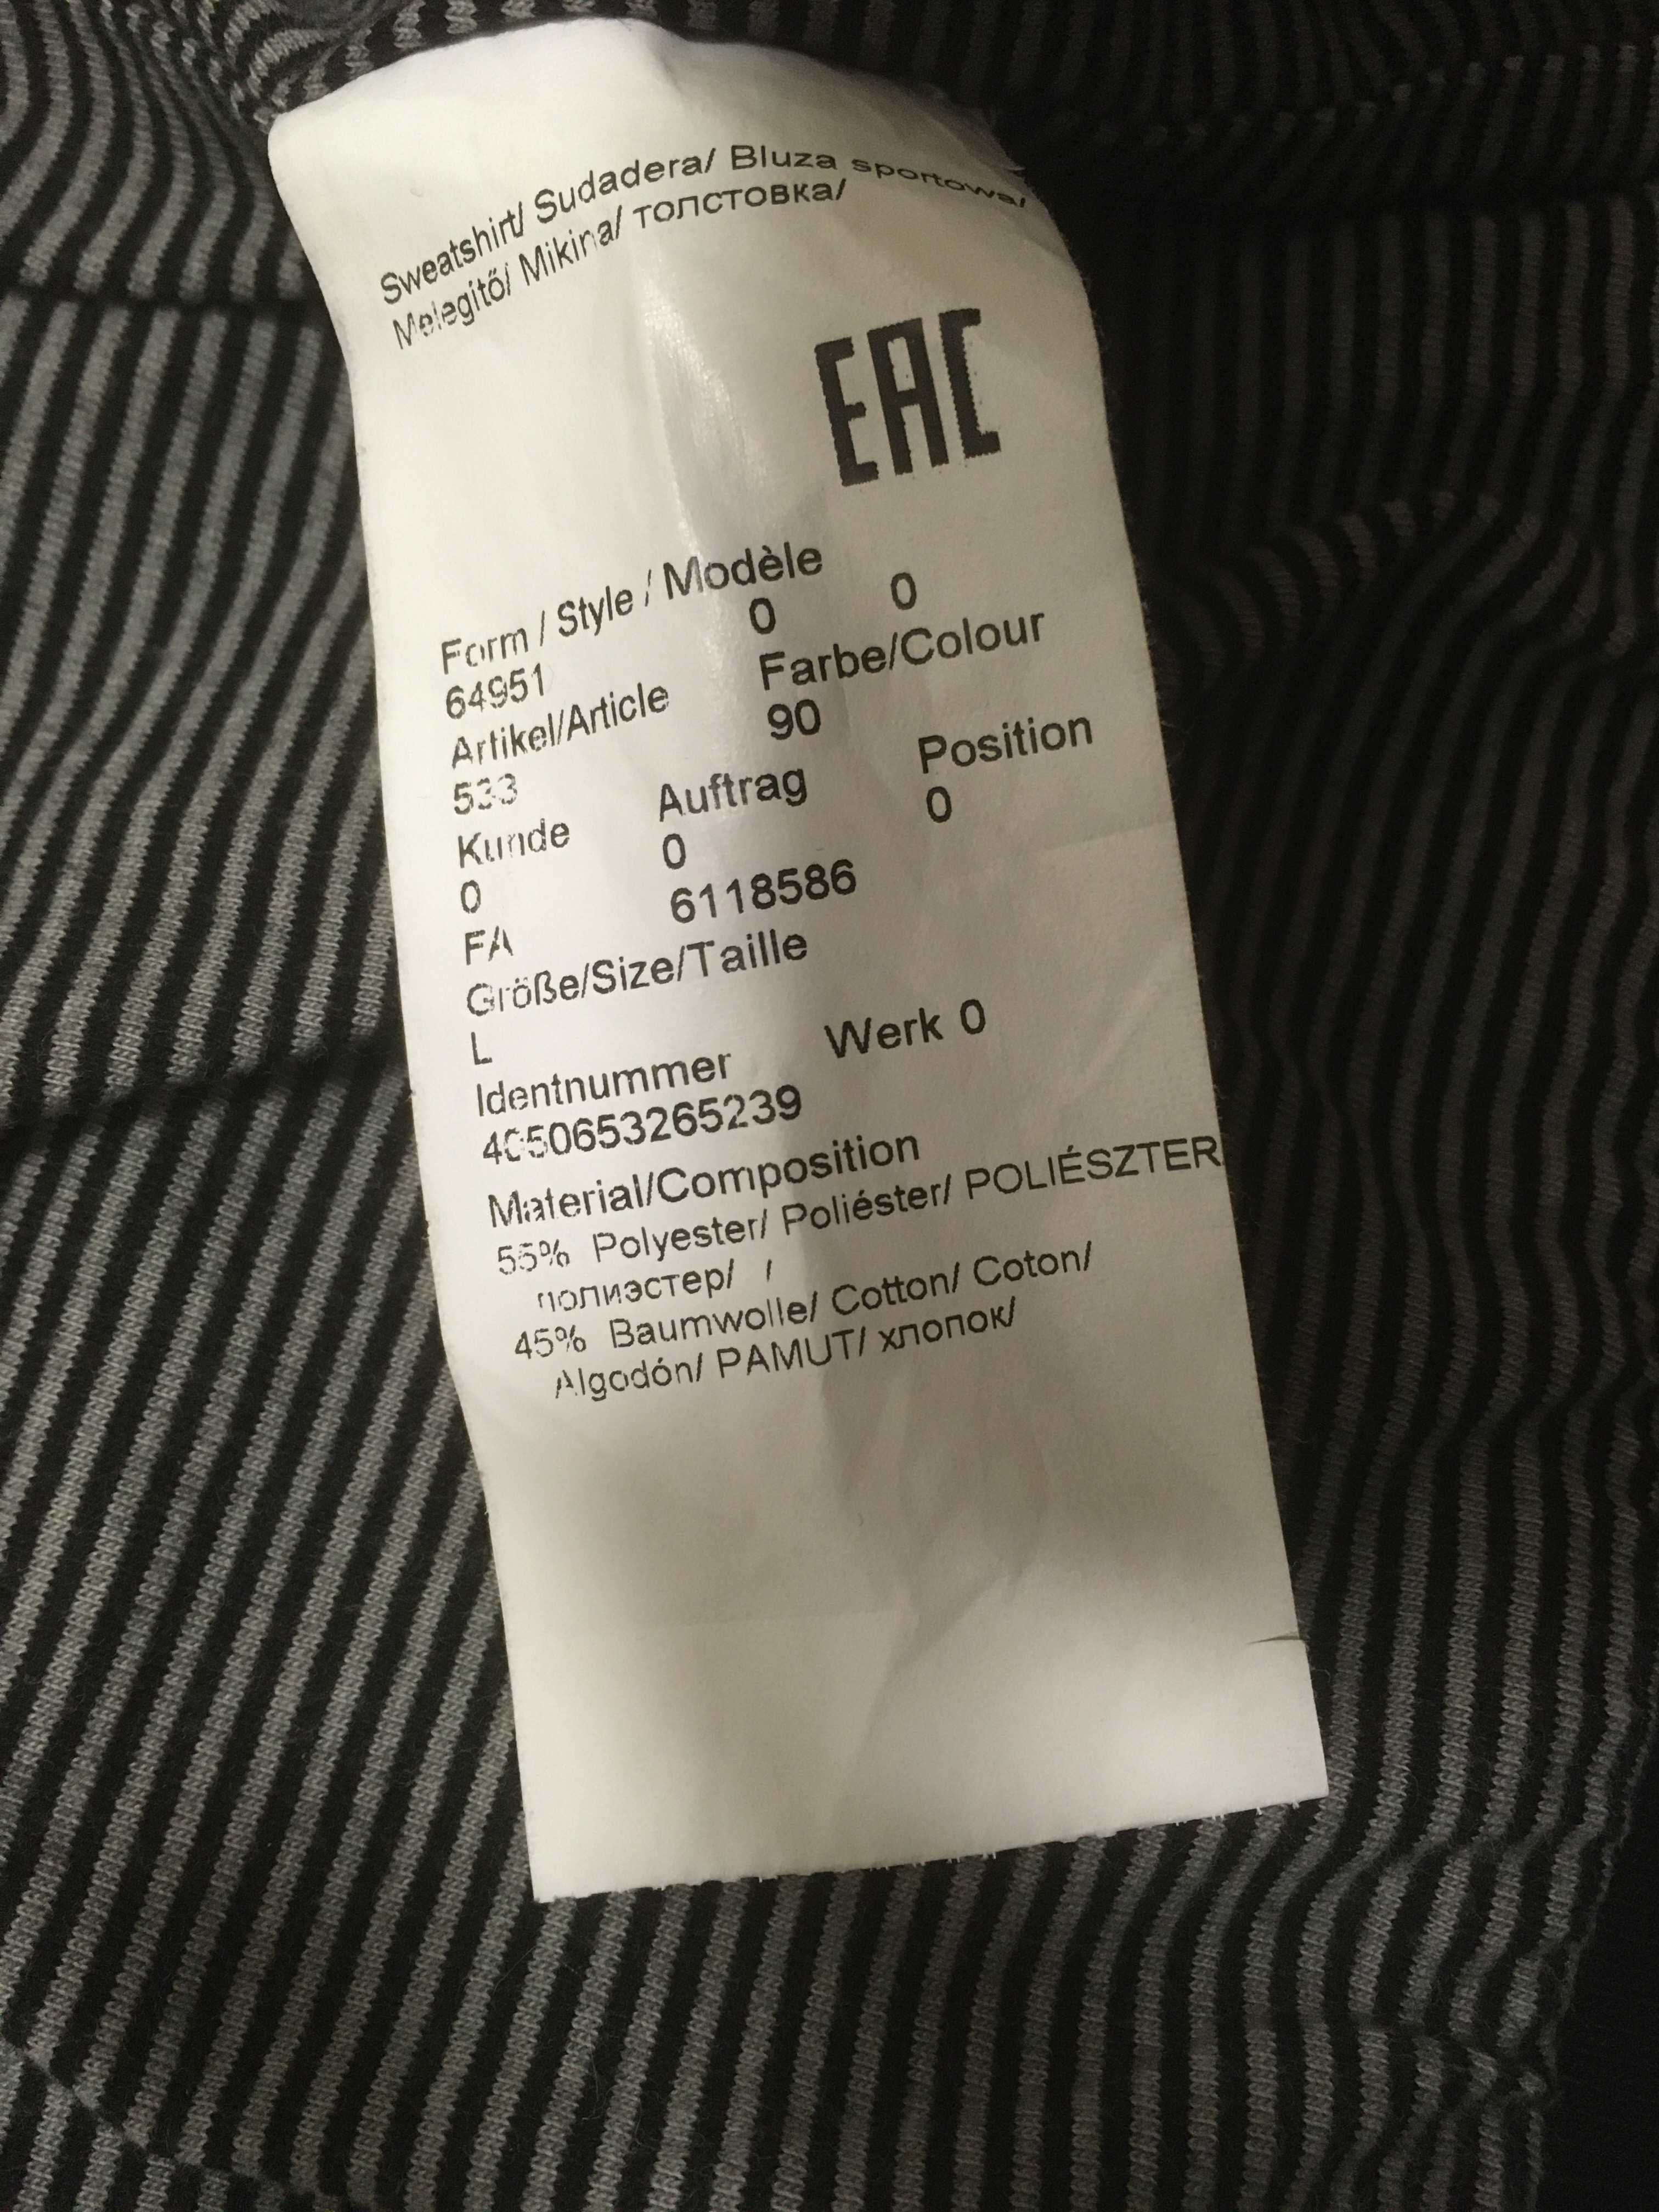 Sweatshirt/ Sudadera/ Bluza sportowa/
Melegítő/ Mikina/ толстовка/
EAC
Form / Style / Modèle
64951 0 0
Artikel/Article Farbe/Colour
533 90
Kunde Auftrag Position
0 0 0
FA 6118586
Größe/Size/Taille
L
Identnummer Werk 0
4050653265239
Material/Composition
55% Polyester/ Poliéster/ POLIÉSZTER
полиэстер/ /
45% Baumwolle/ Cotton/ Coton/
Algodón/ PAMUT/ хлопок/